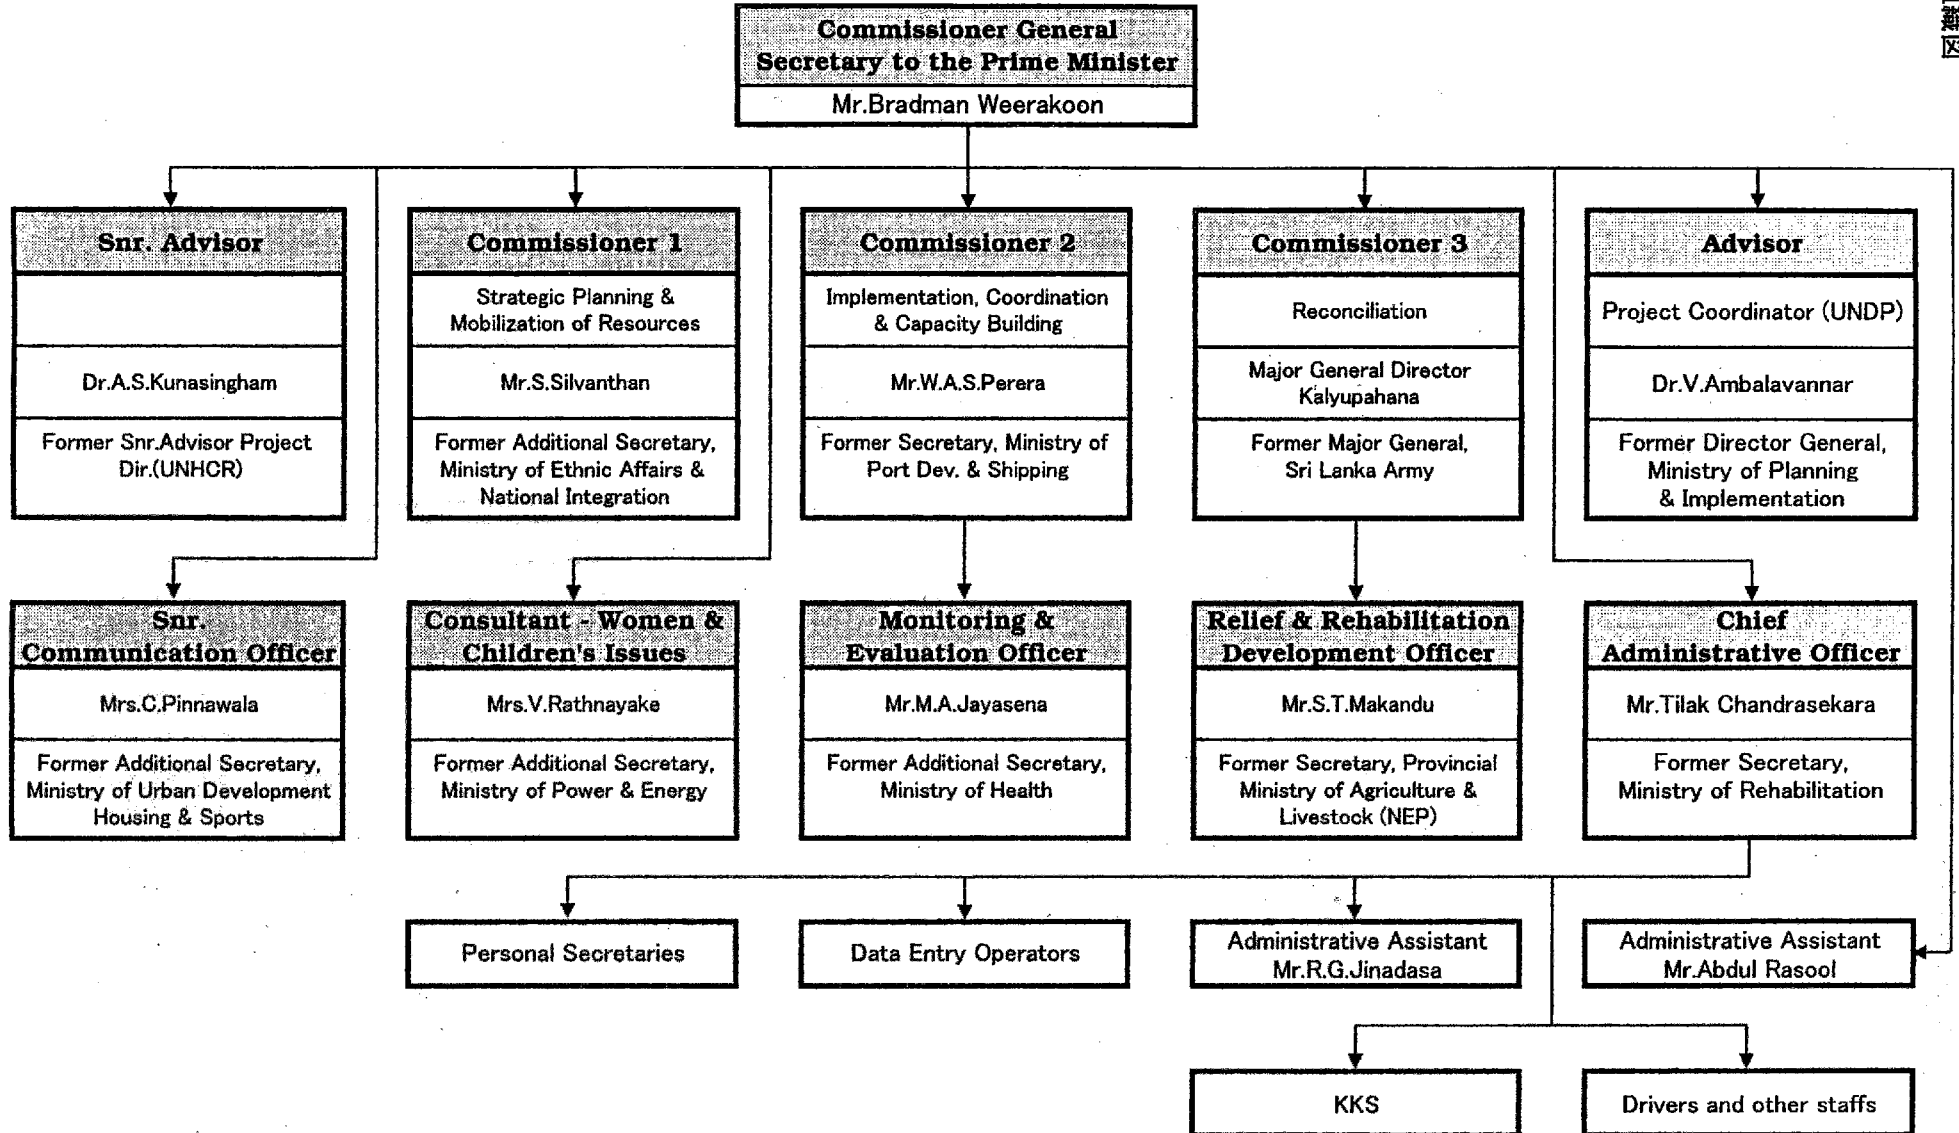 Commissioner General
Secretary to the Prime Minister
Mr.Bradman Weerakoon
Snr. Advisor
Dr.A.S.Kunasingham
Former Snr.Advisor Project
Dir.(UNHCR)
Commissioner 1
Strategic Planning &
Mobilization of Resources
Mr.S.Silvanthan
Former Additional Secretary,
Ministry of Ethnic Affairs &
National Integration
Commissioner 2
Implementation, Coordination
& Capacity Building
Mr.W.A.S.Perera
Former Secretary, Ministry of
Port Dev. & Shipping
Commissioner 3
Reconciliation
Major General Director
Kalyupahana
Former Major General,
Sri Lanka Army
Advisor
Project Coordinator (UNDP)
Dr.V.Ambalavannar
Former Director General,
Ministry of Planning
& Implementation
Snr.
Communication Officer
Mrs.C.Pinnawala
Former Additional Secretary,
Ministry of Urban Development
Housing & Sports
Consultant - Women &
Children's Issues
Mrs.V.Rathnayake
Former Additional Secretary,
Ministry of Power & Energy
Monitoring &
Evaluation Officer
Mr.M.A.Jayasena
Former Additional Secretary,
Ministry of Health
Relief & Rehabilitation
Development Officer
Mr.S.T.Makandu
Former Secretary, Provincial
Ministry of Agriculture &
Livestock (NEP)
Chief
Administrative Officer
Mr.Tilak Chandrasekara
Former Secretary,
Ministry of Rehabilitation
Personal Secretaries
Data Entry Operators
Administrative Assistant
Mr.R.G.Jinadasa
Administrative Assistant
Mr.Abdul Rasool
KKS
Drivers and other staffs